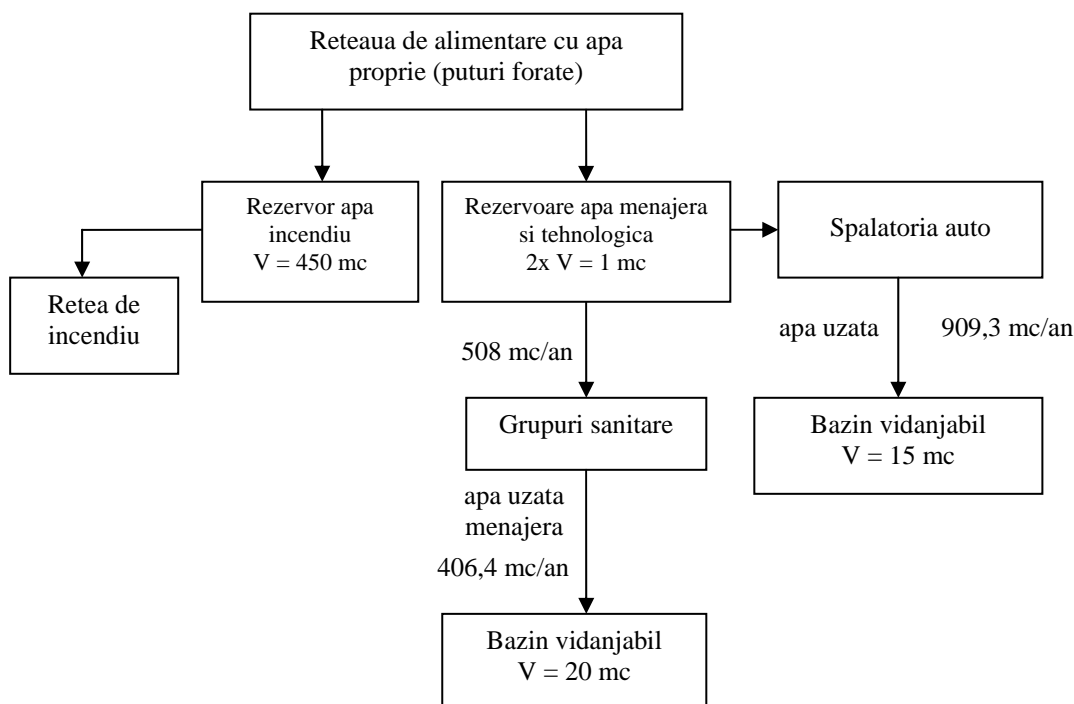 Reteaua de alimentare cu apa
proprie (puturi forate)
Rezervor apa
incendiu
V = 450 mc
Rezervoare apa menajera
si tehnologica
2x V = 1 mc
Spalatoria auto
Retea de
incendiu
apa uzata
909,3 mc/an
508 mc/an
Grupuri sanitare
Bazin vidanjabil
V = 15 mc
apa uzata
menajera
406,4 mc/an
Bazin vidanjabil
V = 20 mc